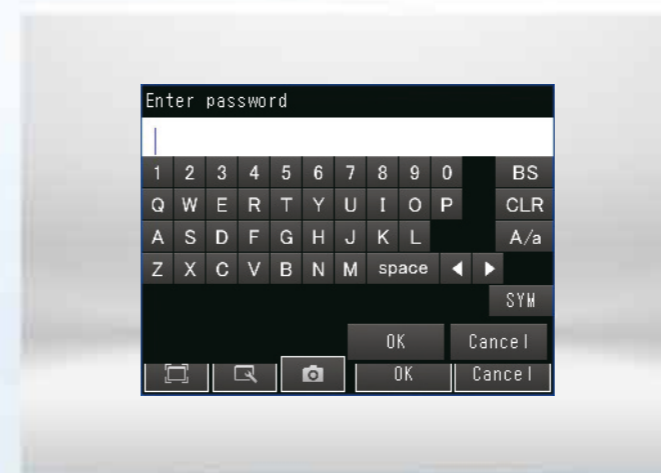 Enter password
1 2 3 4 5 6 7 8 9 0 BS
Q W E R T Y U I O P CLR
A S D F G H J K L A/a
Z X C V B N M space ◀ ▶
SYM
OK Cancel
OK Cancel